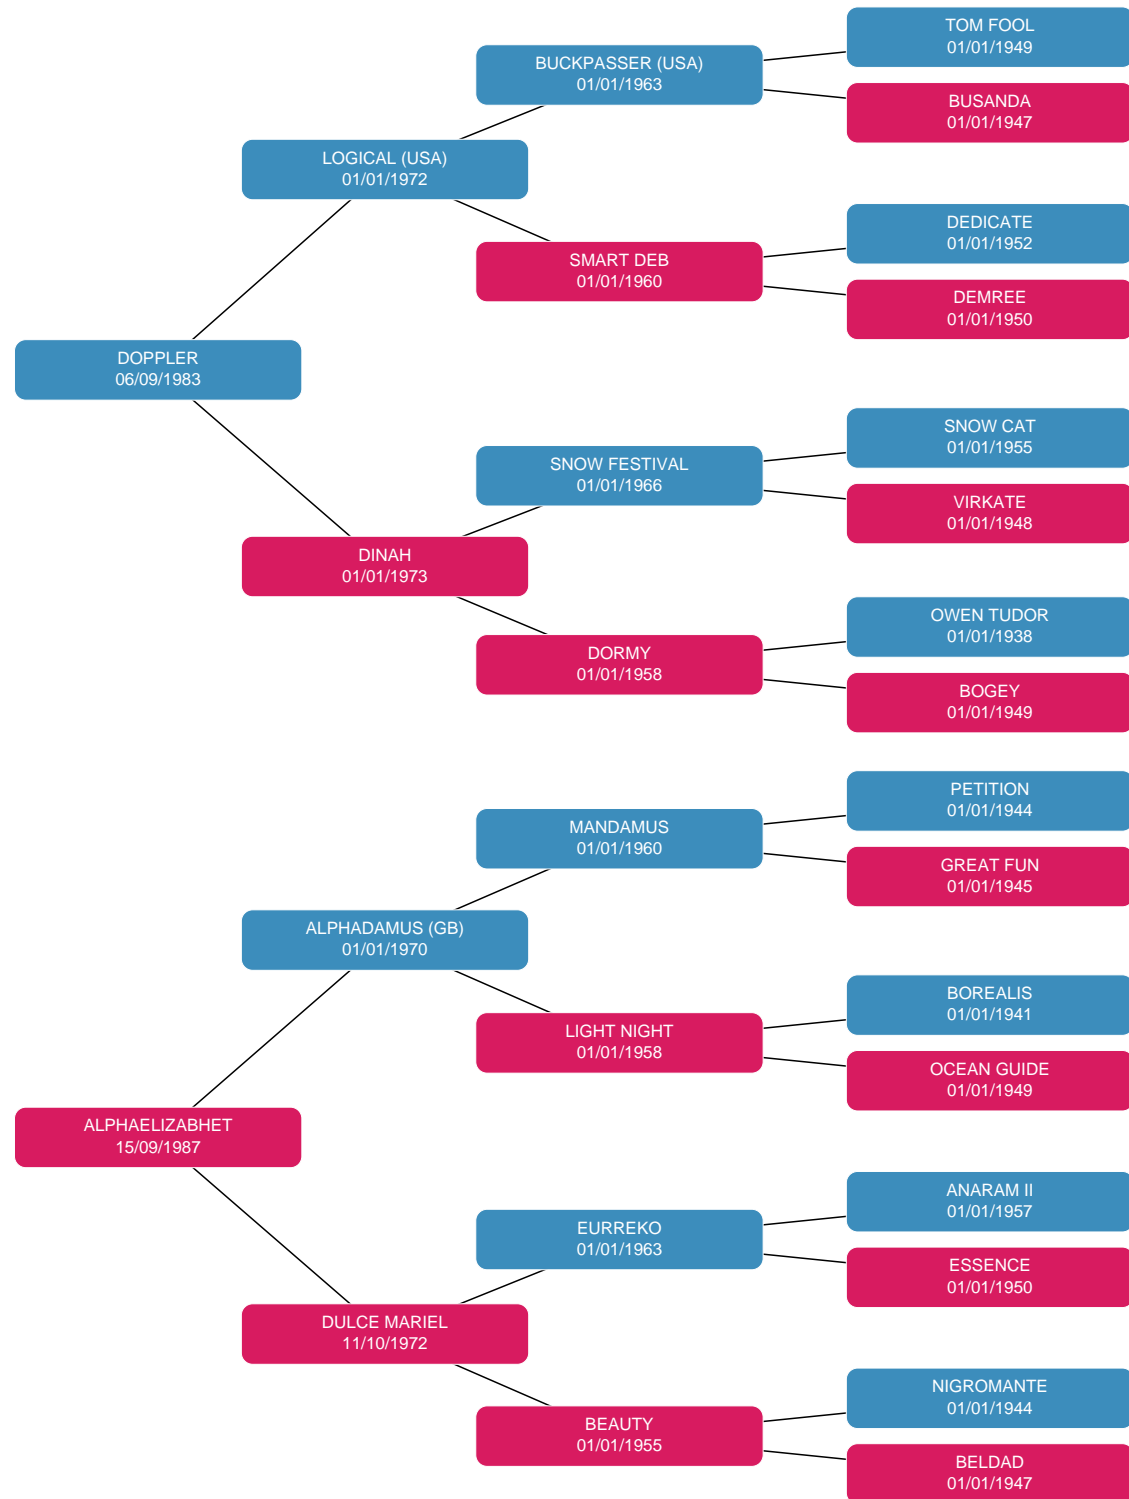 TOM FOOL
01/01/1949
BUCKPASSER (USA)
01/01/1963
BUSANDA
01/01/1947
LOGICAL (USA)
01/01/1972
DEDICATE
01/01/1952
SMART DEB
01/01/1960
DEMREE
01/01/1950
DOPPLER
06/09/1983
SNOW CAT
01/01/1955
SNOW FESTIVAL
01/01/1966
VIRKATE
01/01/1948
DINAH
01/01/1973
OWEN TUDOR
01/01/1938
DORMY
01/01/1958
BOGEY
01/01/1949
PETITION
01/01/1944
MANDAMUS
01/01/1960
GREAT FUN
01/01/1945
ALPHADAMUS (GB)
01/01/1970
BOREALIS
01/01/1941
LIGHT NIGHT
01/01/1958
OCEAN GUIDE
01/01/1949
ALPHAELIZABHET
15/09/1987
ANARAM II
01/01/1957
EURREKO
01/01/1963
ESSENCE
01/01/1950
DULCE MARIEL
11/10/1972
NIGROMANTE
01/01/1944
BEAUTY
01/01/1955
BELDAD
01/01/1947